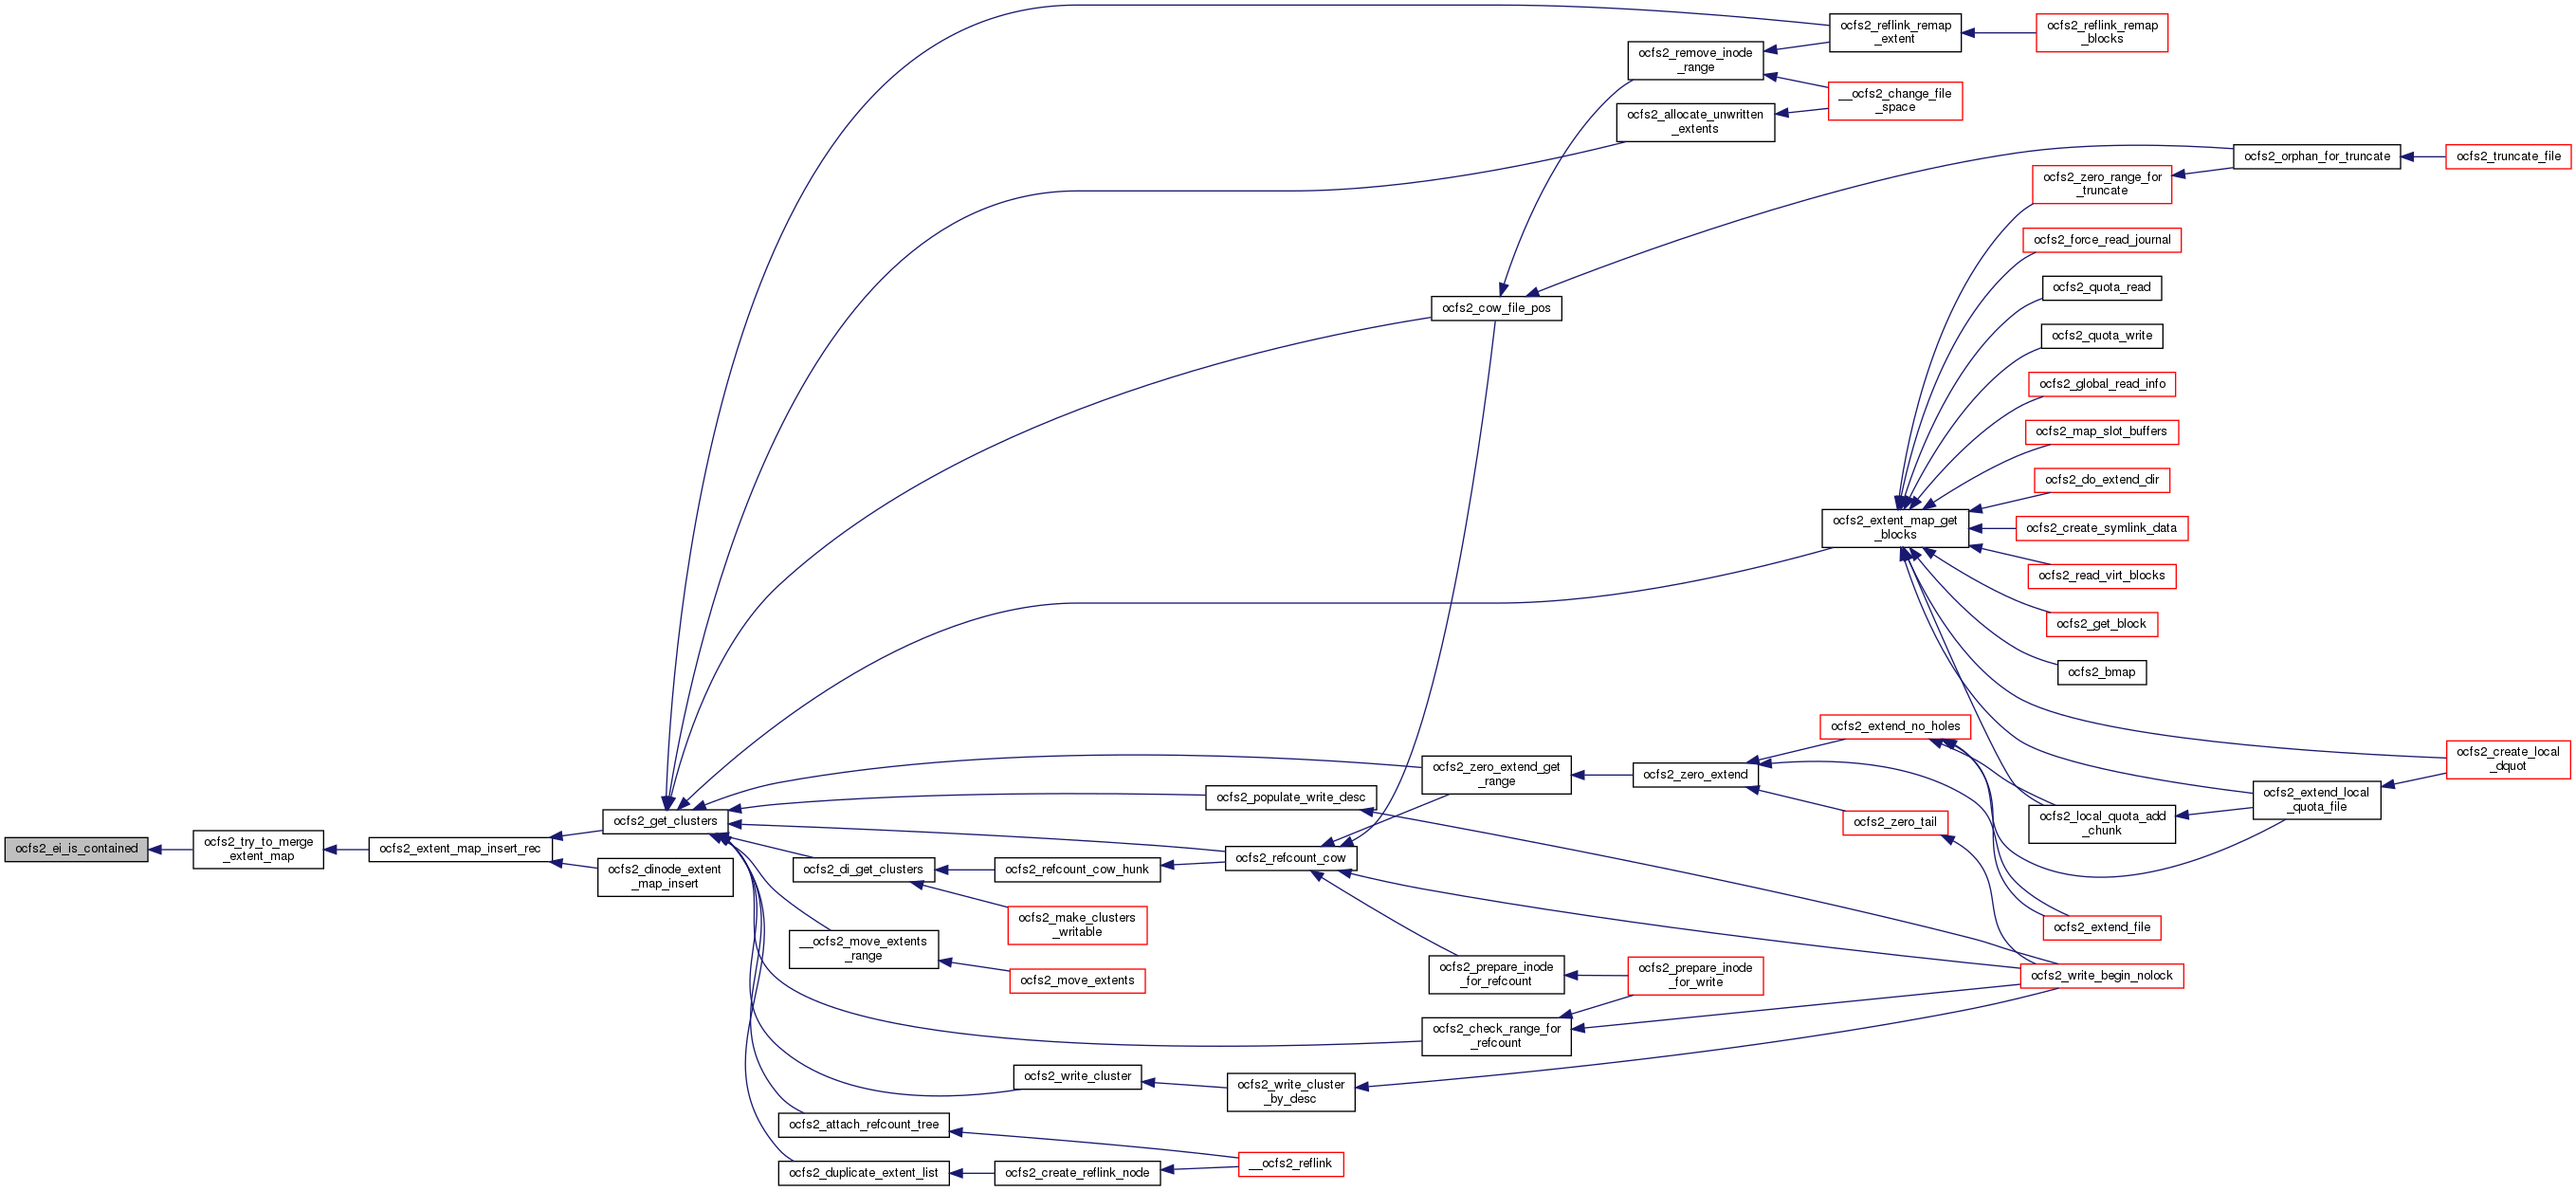 ocfs2_reflink_remap
_extent
ocfs2_reflink_remap
_blocks
ocfs2_remove_inode
_range
__ocfs2_change_file
_space
ocfs2_allocate_unwritten
_extents
ocfs2_orphan_for_truncate
ocfs2_truncate_file
ocfs2_zero_range_for
_truncate
ocfs2_force_read_journal
ocfs2_quota_read
ocfs2_cow_file_pos
ocfs2_quota_write
ocfs2_global_read_info
ocfs2_map_slot_buffers
ocfs2_do_extend_dir
ocfs2_extent_map_get
_blocks
ocfs2_create_symlink_data
ocfs2_read_virt_blocks
ocfs2_get_block
ocfs2_bmap
ocfs2_extend_no_holes
ocfs2_create_local
_dquot
ocfs2_zero_extend_get
_range
ocfs2_zero_extend
ocfs2_populate_write_desc
ocfs2_extend_local
_quota_file
ocfs2_get_clusters
ocfs2_zero_tail
ocfs2_local_quota_add
_chunk
ocfs2_ei_is_contained
ocfs2_try_to_merge
_extent_map
ocfs2_extent_map_insert_rec
ocfs2_refcount_cow
ocfs2_dinode_extent
_map_insert
ocfs2_di_get_clusters
ocfs2_refcount_cow_hunk
ocfs2_make_clusters
_writable
ocfs2_extend_file
__ocfs2_move_extents
_range
ocfs2_move_extents
ocfs2_prepare_inode
_for_refcount
ocfs2_prepare_inode
_for_write
ocfs2_write_begin_nolock
ocfs2_check_range_for
_refcount
ocfs2_write_cluster
ocfs2_write_cluster
_by_desc
ocfs2_attach_refcount_tree
__ocfs2_reflink
ocfs2_duplicate_extent_list
ocfs2_create_reflink_node